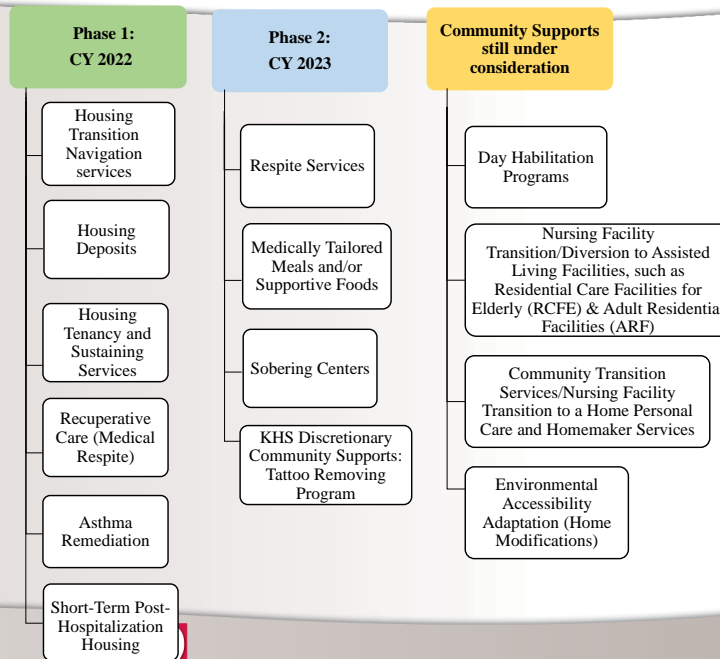 Phase 1:
CY 2022
Housing
Transition
Navigation
services
Housing
Deposits
Housing
Tenancy and
Sustaining
Services
Recuperative
Care (Medical
Respite)
Asthma
Remediation
Short-Term Post-
Hospitalization
Housing
Phase 2:
CY 2023
Respite Services
Medically Tailored
Meals and/or
Supportive Foods
Sobering Centers
KHS Discretionary
Community Supports:
Tattoo Removing
Program
Community Supports
still under
consideration
Day Habilitation
Programs
Nursing Facility
Transition/Diversion to Assisted
Living Facilities, such as
Residential Care Facilities for
Elderly (RCFE) & Adult Residentia
Facilities (ARF)
Community Transition
Services/Nursing Facility
Transition to a Home Personal
Care and Homemaker Services
Environmental
Accessibility
Adaptation (Home
Modifications)